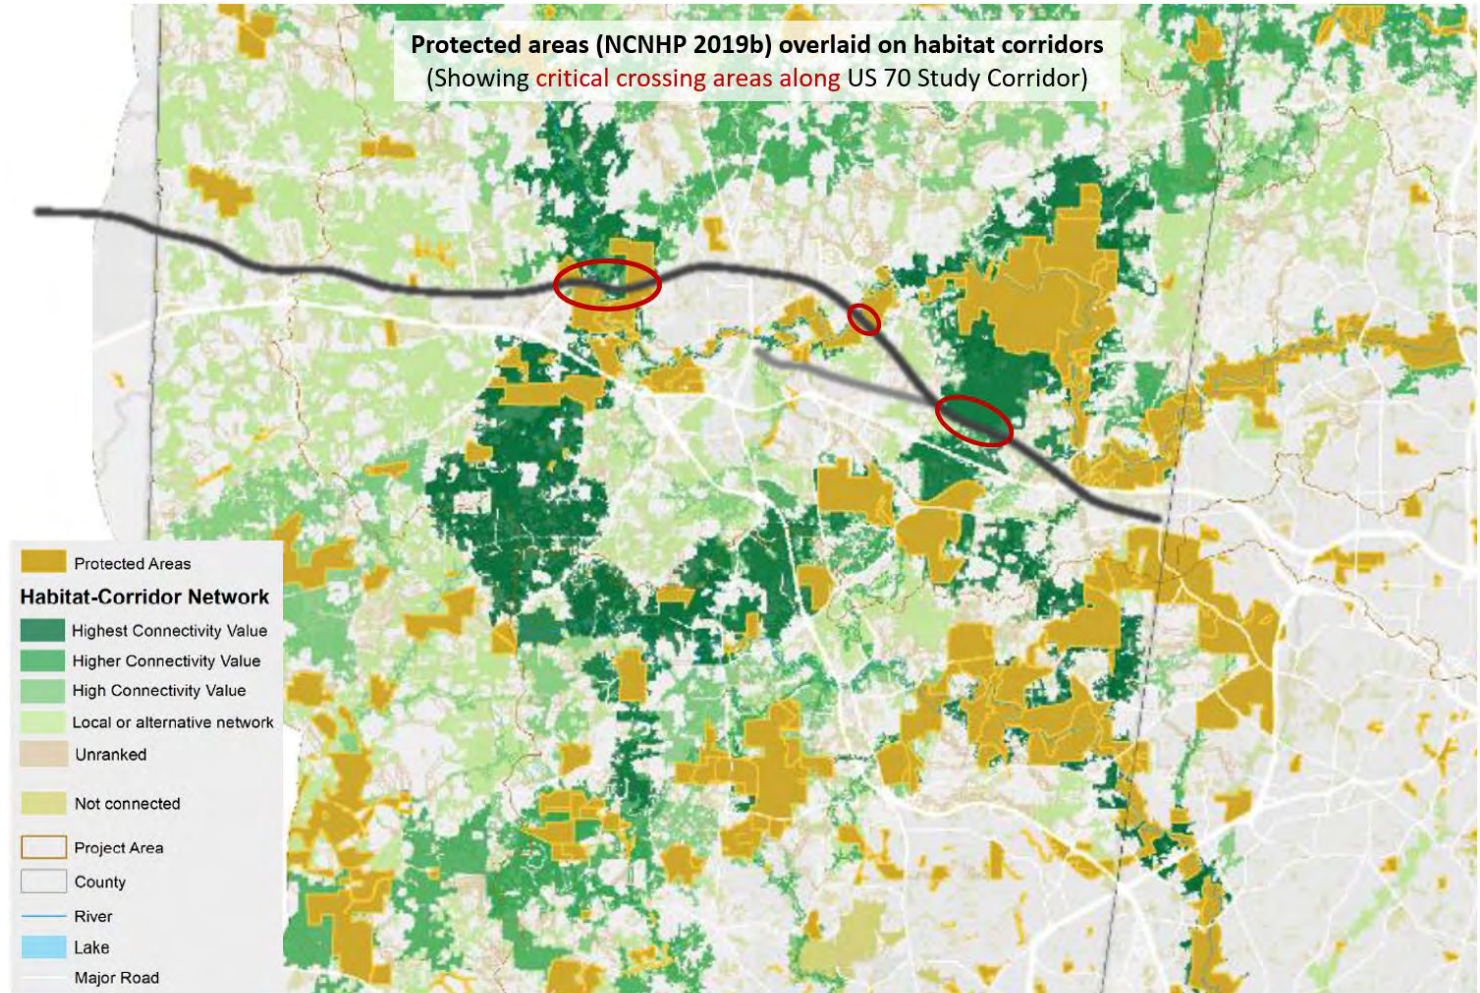 Protected areas (NCNHP 2019b) overlaid on habitat corridors
(Showing critical crossing areas along US 70 Study Corridor)
Protected Areas
Habitat-Corridor Network
Highest Connectivity Value
Higher Connectivity Value
High Connectivity Value
Local or alternative network
Unranked
Not connected
Project Area
County
River
Lake
Major Road